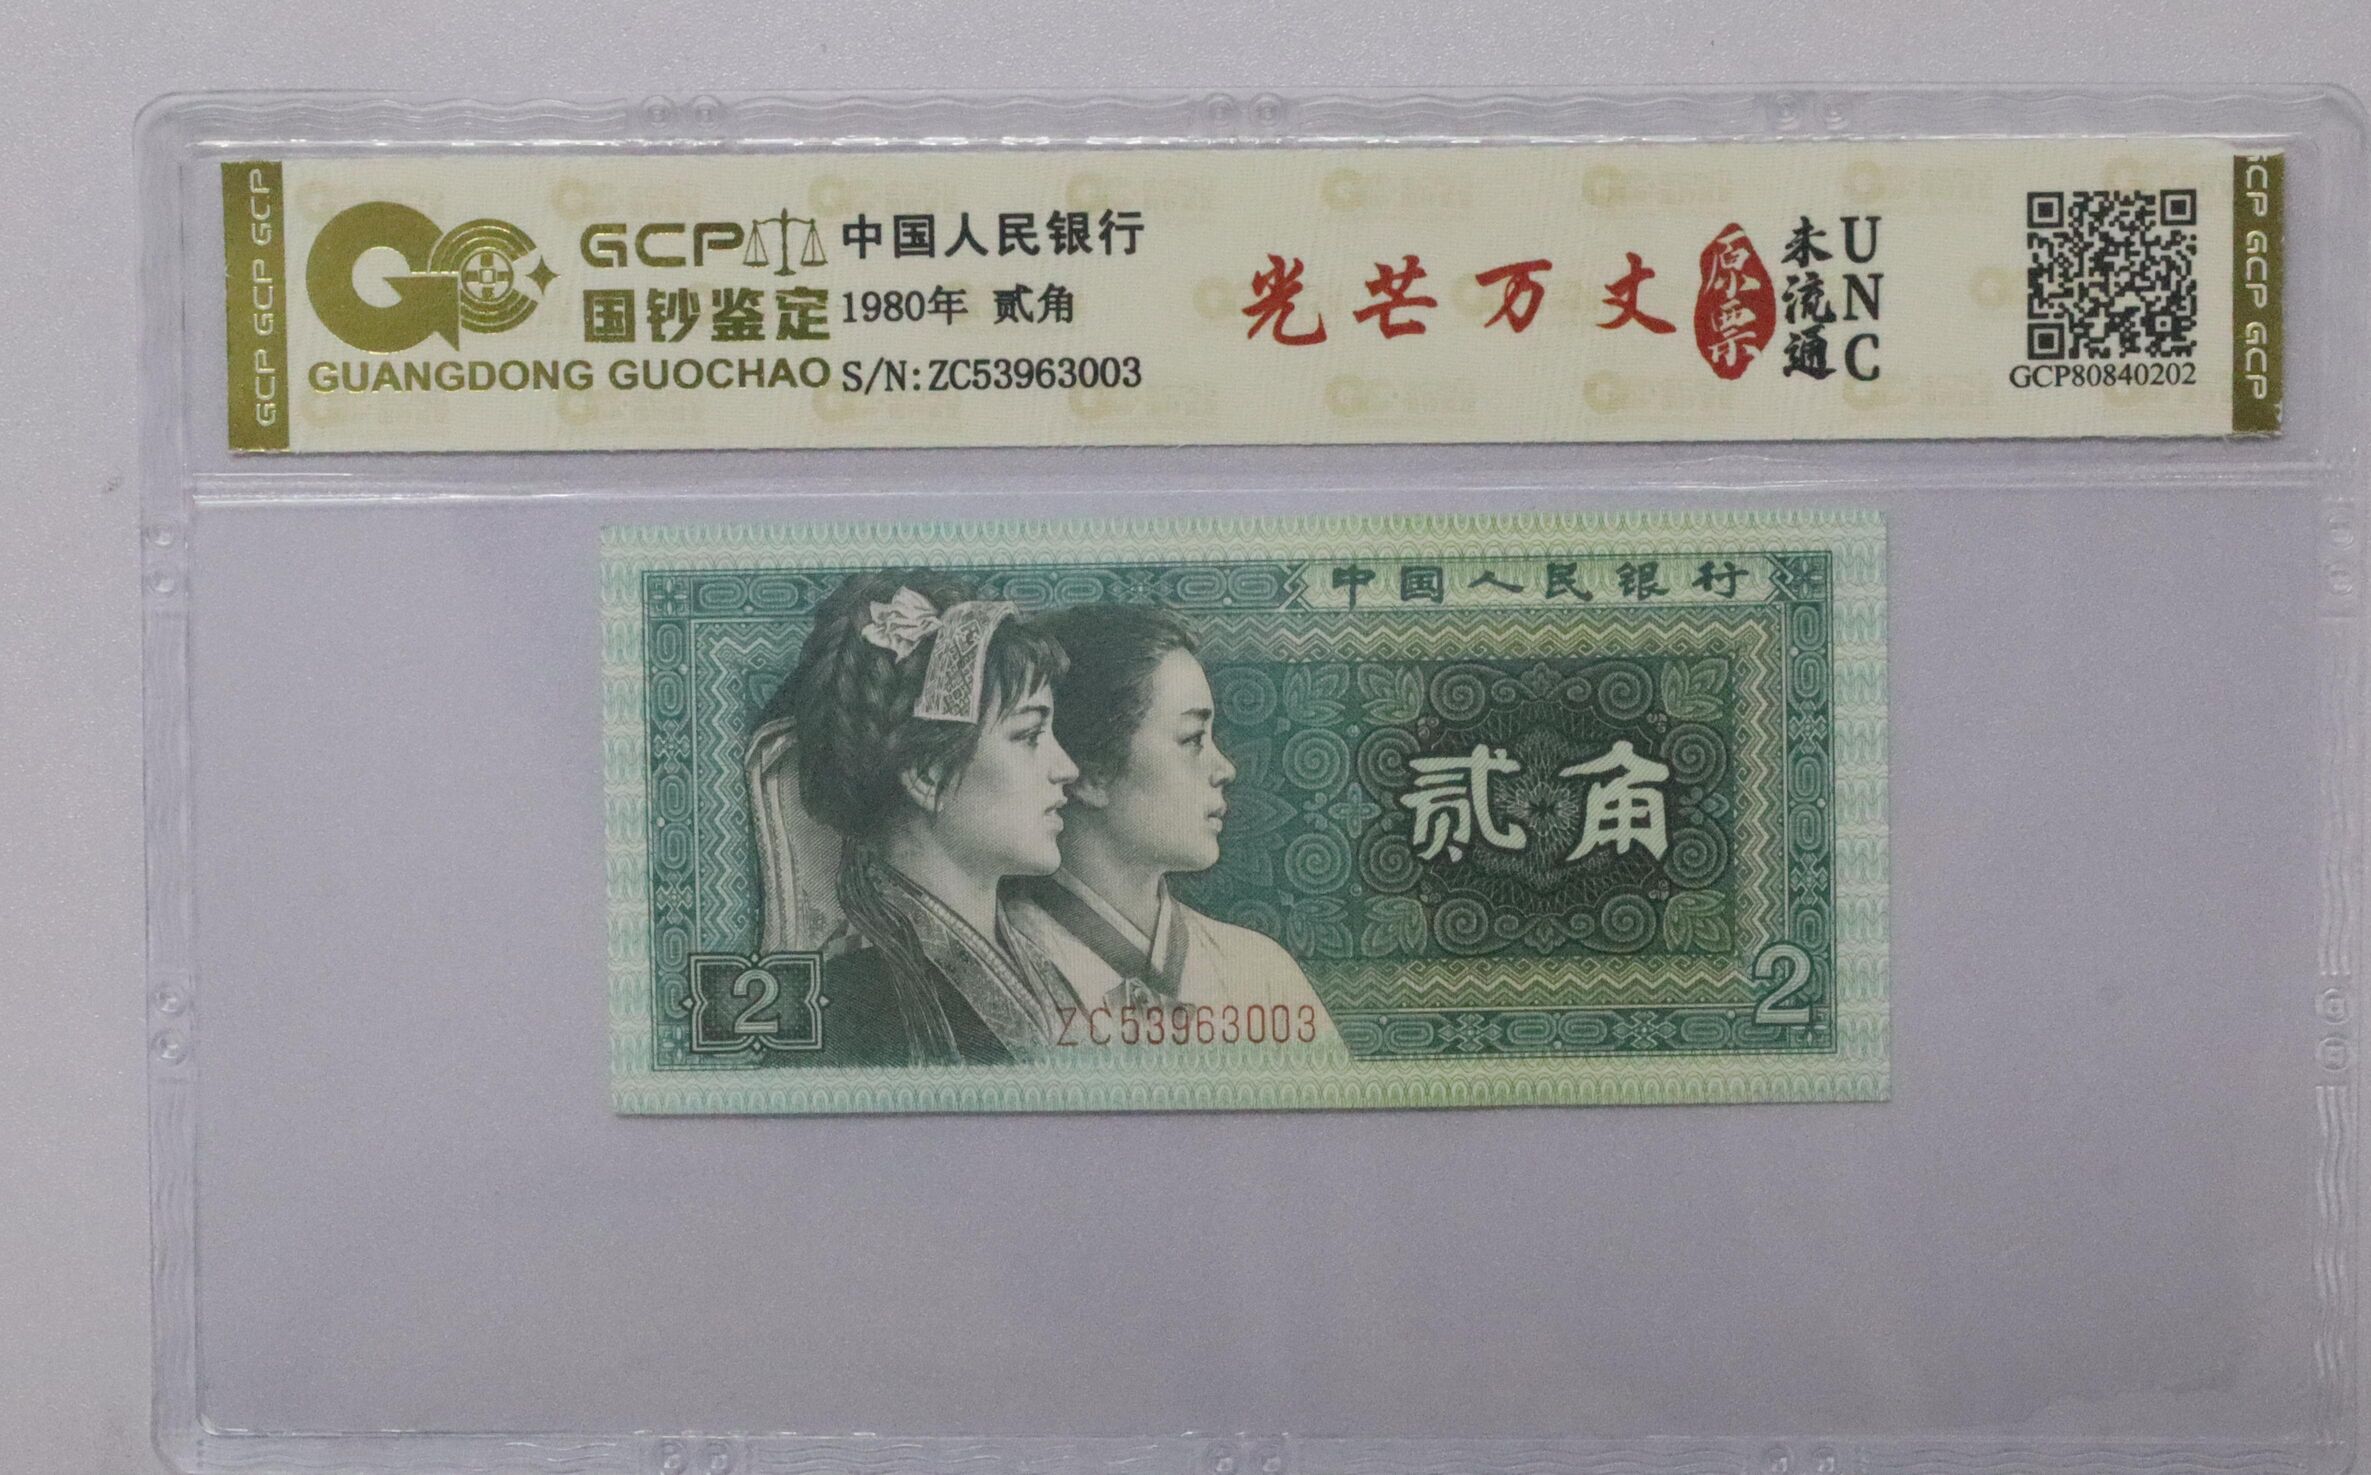 GCP GCP GCP
GCP
国钞鉴定
GUANGDONG GUOCHAO
中国人民银行
1980年 贰角
S/N:ZC53963003
光芒万丈
原票
未流通
UNC
GCP80840202
GCP GCP GCP
中国人民银行
贰角
2
2
ZC53963003